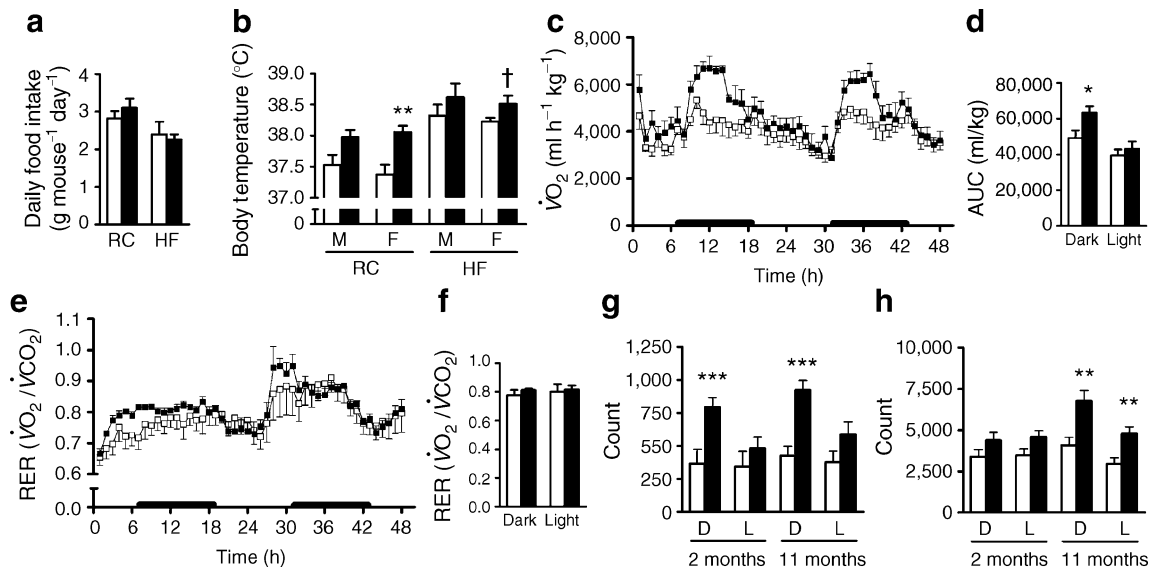 a
Daily food intake
(g mouse⁻¹ day⁻¹)
4
3
2
1
0
RC HF
b
Body temperature (°C)
39.0
38.5
38.0
37.5
37.0
0
**
†
M F M F
RC HF
c
V̇O₂ (ml h⁻¹ kg⁻¹)
8,000
6,000
4,000
2,000
0
0 6 12 18 24 30 36 42 48
Time (h)
d
AUC (ml/kg)
80,000
60,000
40,000
20,000
0
*
Dark Light
e
RER (V̇O₂ /V̇CO₂)
1.1
1.0
0.9
0.8
0.7
0.6
0.0
0 6 12 18 24 30 36 42 48
Time (h)
f
RER (V̇O₂ /V̇CO₂)
1.0
0.8
0.6
0.4
0.2
0.0
Dark Light
g
Count
1,250
1,000
750
550
250
0
***
***
D L D L
2 months 11 months
h
Count
10,000
7,500
5,000
2,500
0
**
**
D L D L
2 months 11 months